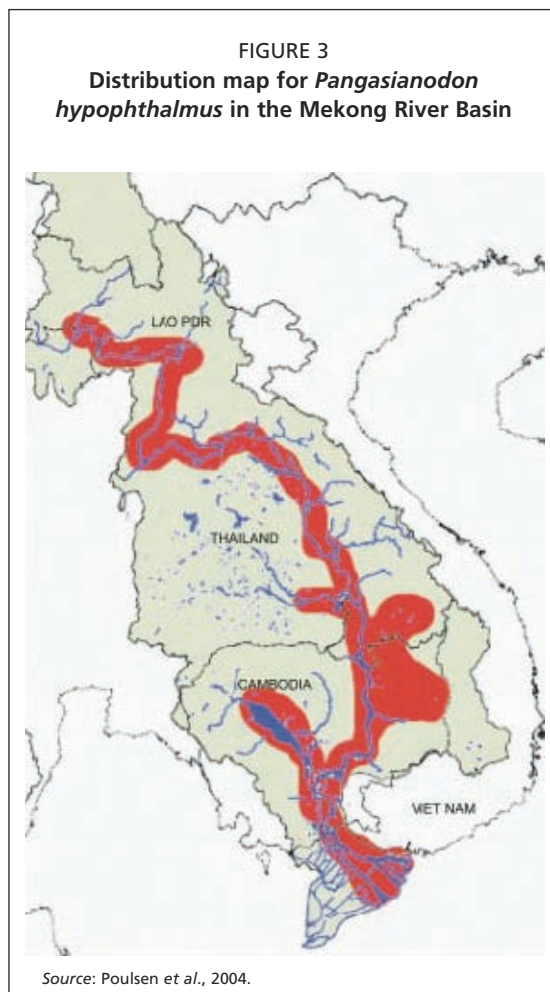 FIGURE 3
Distribution map for Pangasianodon
hypophthalmus in the Mekong River Basin
LAO PDR
THAILAND
CAMBODIA
VIET NAM
Source: Poulsen et al., 2004.